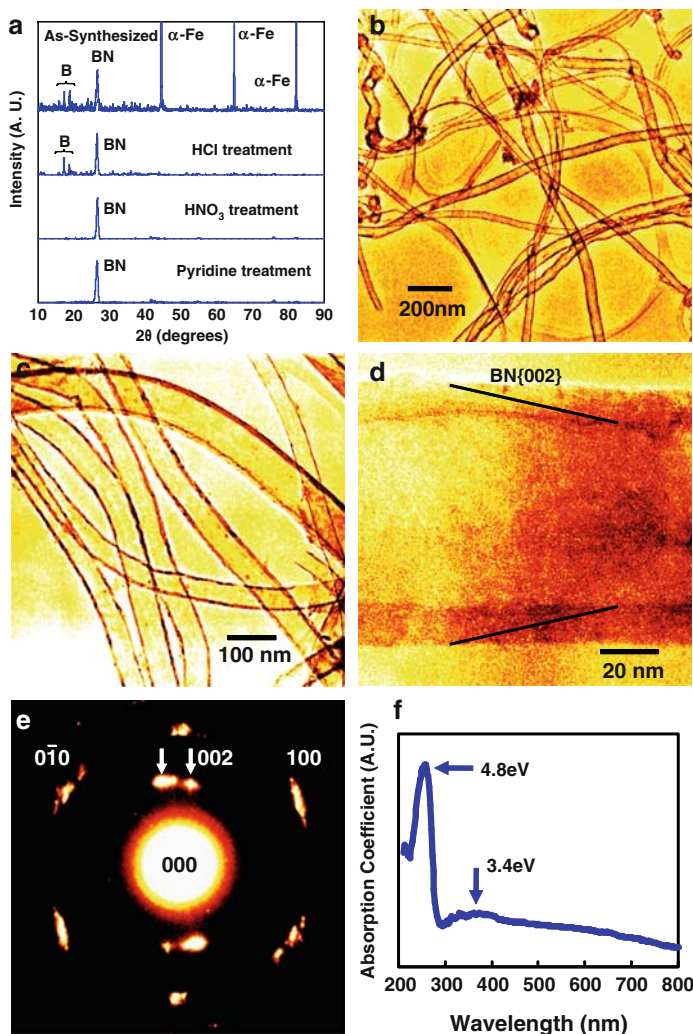 a
As-Synthesized
α-Fe
α-Fe
BN
α-Fe
B
B
BN
HCl treatment
BN
HNO₃ treatment
BN
Pyridine treatment
Intensity (A. U.)
10 20 30 40 50 60 70 80 90
2θ (degrees)
b
200nm
c
100 nm
d
BN{002}
20 nm
e
01̄0
002
100
000
f
4.8eV
3.4eV
Absorption Coefficient (A.U.)
200 300 400 500 600 700 800
Wavelength (nm)